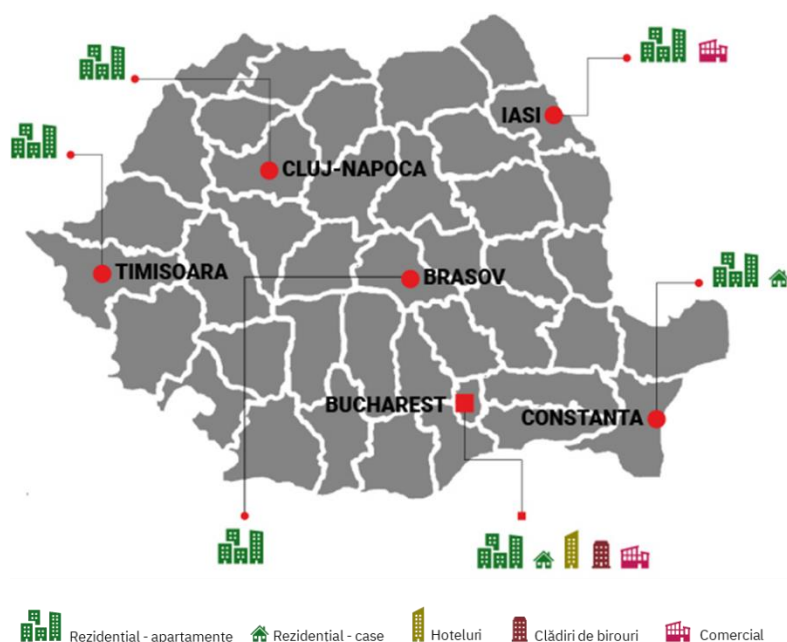 IASI
CLUJ-NAPOCA
TIMISOARA
BRASOV
BUCHAREST
CONSTANTA
Rezidential - apartamente
Rezidential - case
Hoteluri
Clădiri de birouri
Comercial